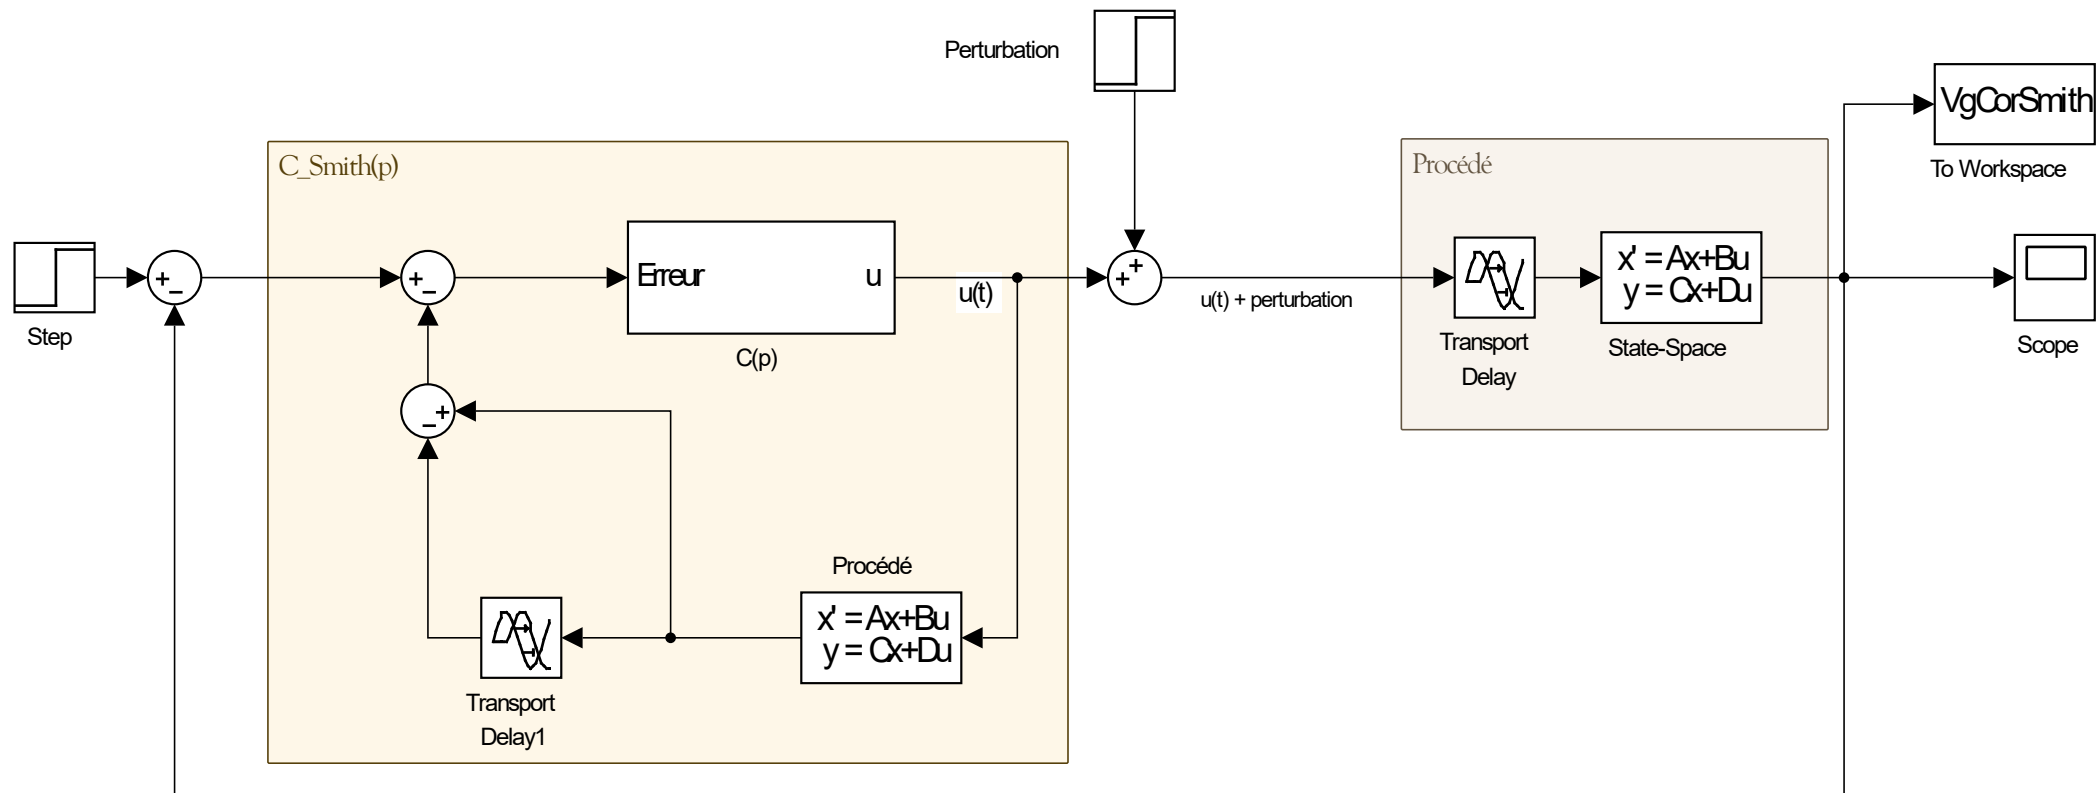 Perturbation
VgCorSmith
To Workspace
C_Smith(p)
Procédé
+
−
Step
+
−
Erreur
u
C(p)
u(t)
+
+
u(t) + perturbation
Transport
Delay
x' = Ax+Bu
y = Cx+Du
State-Space
Scope
+
−
Procédé
x' = Ax+Bu
y = Cx+Du
Transport
Delay1